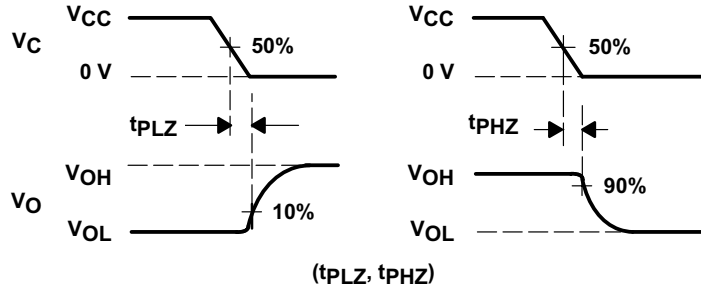 VCC
VC
50%
0 V
tPLZ
VOH
VO
10%
VOL
VCC
50%
0 V
tPHZ
VOH
90%
VOL
(tPLZ, tPHZ)